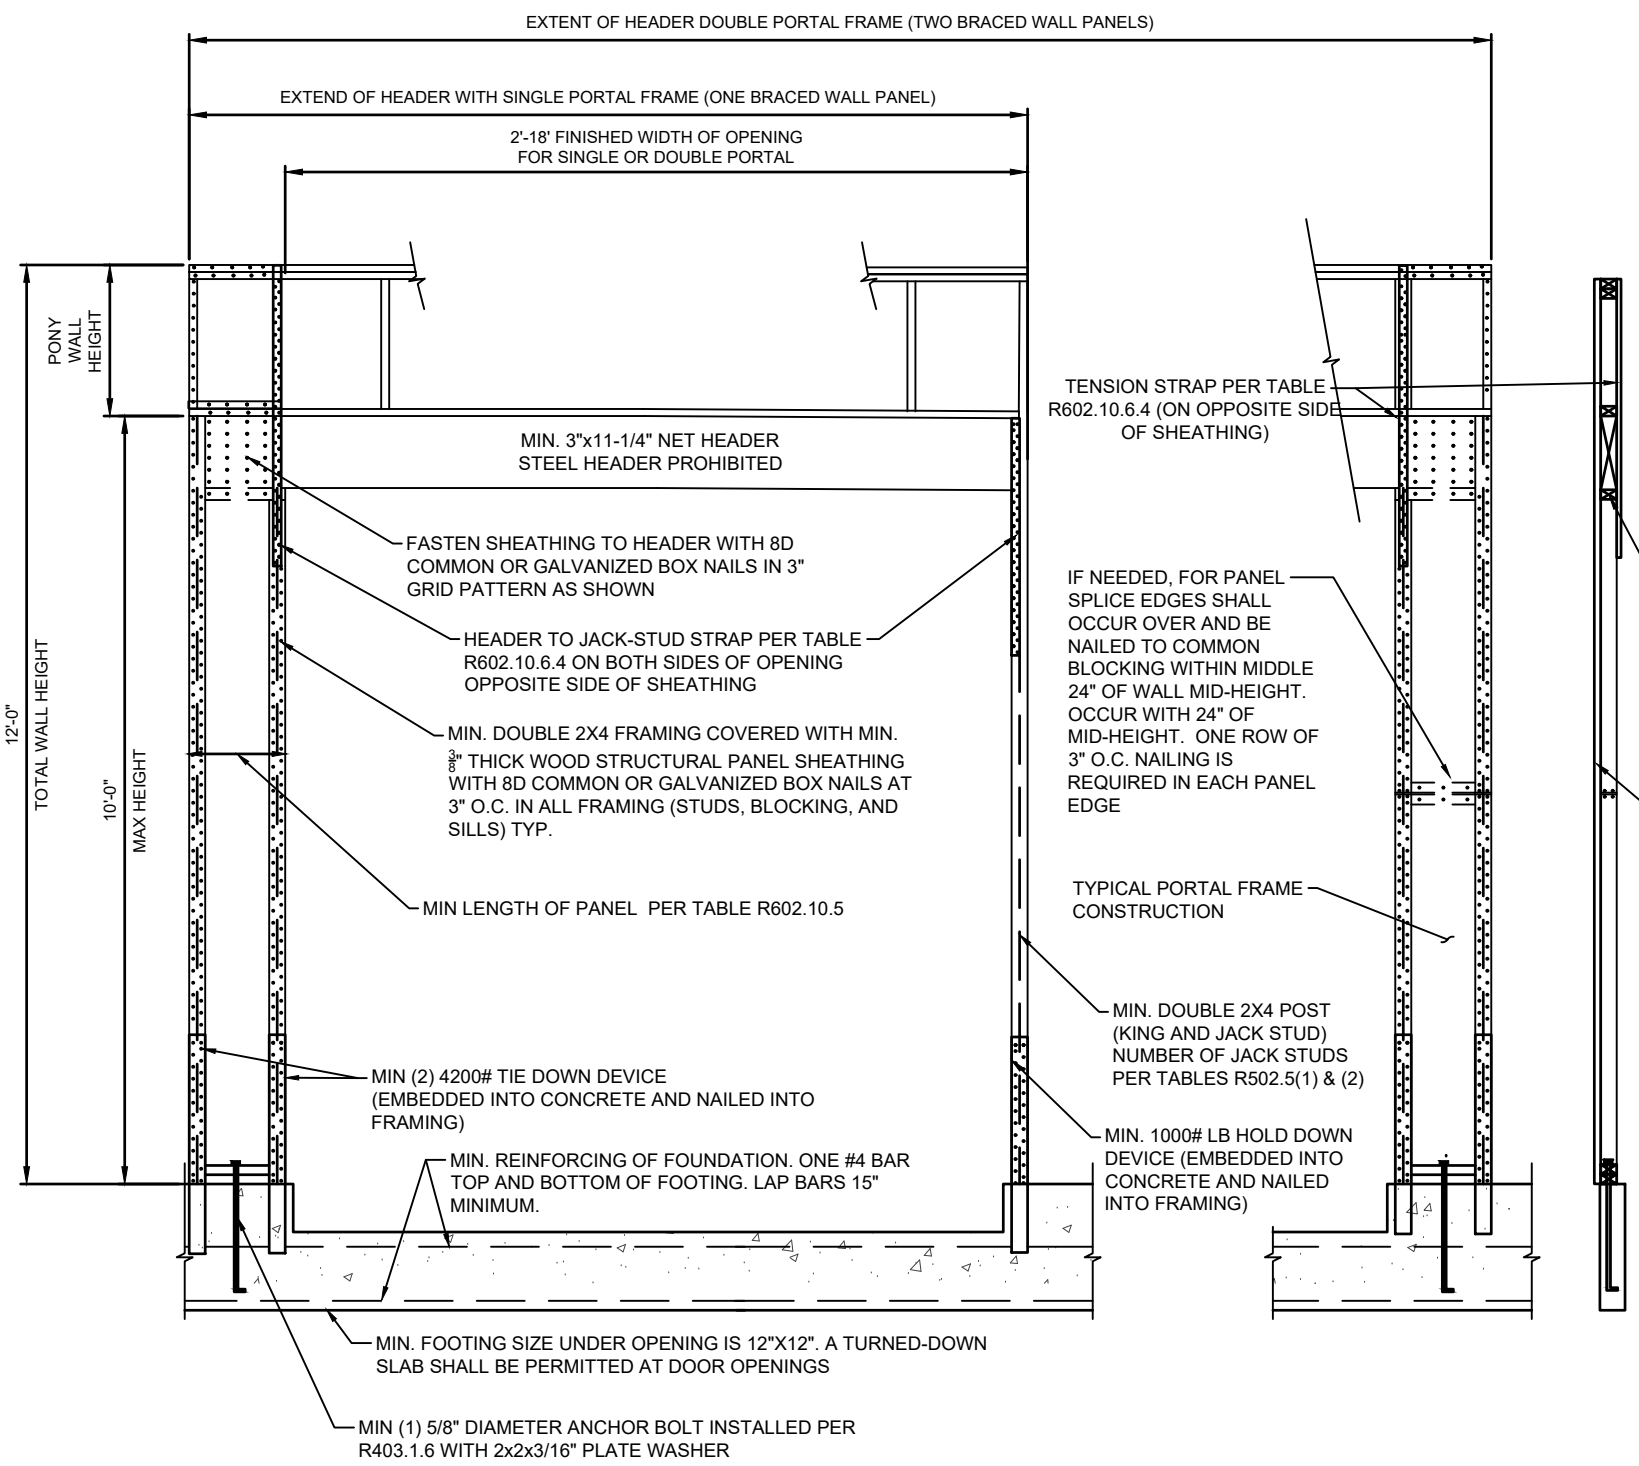 EXTENT OF HEADER DOUBLE PORTAL FRAME (TWO BRACED WALL PANELS)
EXTEND OF HEADER WITH SINGLE PORTAL FRAME (ONE BRACED WALL PANEL)
2'-18' FINISHED WIDTH OF OPENING
FOR SINGLE OR DOUBLE PORTAL
PONY
WALL
HEIGHT
12'-0"
TOTAL WALL HEIGHT
10'-0"
MAX HEIGHT
MIN. 3"x11-1/4" NET HEADER
STEEL HEADER PROHIBITED
TENSION STRAP PER TABLE
R602.10.6.4 (ON OPPOSITE SIDE
OF SHEATHING)
FASTEN SHEATHING TO HEADER WITH 8D
COMMON OR GALVANIZED BOX NAILS IN 3"
GRID PATTERN AS SHOWN
HEADER TO JACK-STUD STRAP PER TABLE
R602.10.6.4 ON BOTH SIDES OF OPENING
OPPOSITE SIDE OF SHEATHING
IF NEEDED, FOR PANEL
SPLICE EDGES SHALL
OCCUR OVER AND BE
NAILED TO COMMON
BLOCKING WITHIN MIDDLE
24" OF WALL MID-HEIGHT.
OCCUR WITH 24" OF
MID-HEIGHT. ONE ROW OF
3" O.C. NAILING IS
REQUIRED IN EACH PANEL
EDGE
MIN. DOUBLE 2X4 FRAMING COVERED WITH MIN.
3/8" THICK WOOD STRUCTURAL PANEL SHEATHING
WITH 8D COMMON OR GALVANIZED BOX NAILS AT
3" O.C. IN ALL FRAMING (STUDS, BLOCKING, AND
SILLS) TYP.
MIN LENGTH OF PANEL PER TABLE R602.10.5
TYPICAL PORTAL FRAME
CONSTRUCTION
MIN. DOUBLE 2X4 POST
(KING AND JACK STUD)
NUMBER OF JACK STUDS
PER TABLES R502.5(1) & (2)
MIN (2) 4200# TIE DOWN DEVICE
(EMBEDDED INTO CONCRETE AND NAILED INTO
FRAMING)
MIN. 1000# LB HOLD DOWN
DEVICE (EMBEDDED INTO
CONCRETE AND NAILED
INTO FRAMING)
MIN. REINFORCING OF FOUNDATION. ONE #4 BAR
TOP AND BOTTOM OF FOOTING. LAP BARS 15"
MINIMUM.
MIN. FOOTING SIZE UNDER OPENING IS 12"X12". A TURNED-DOWN
SLAB SHALL BE PERMITTED AT DOOR OPENINGS
MIN (1) 5/8" DIAMETER ANCHOR BOLT INSTALLED PER
R403.1.6 WITH 2x2x3/16" PLATE WASHER